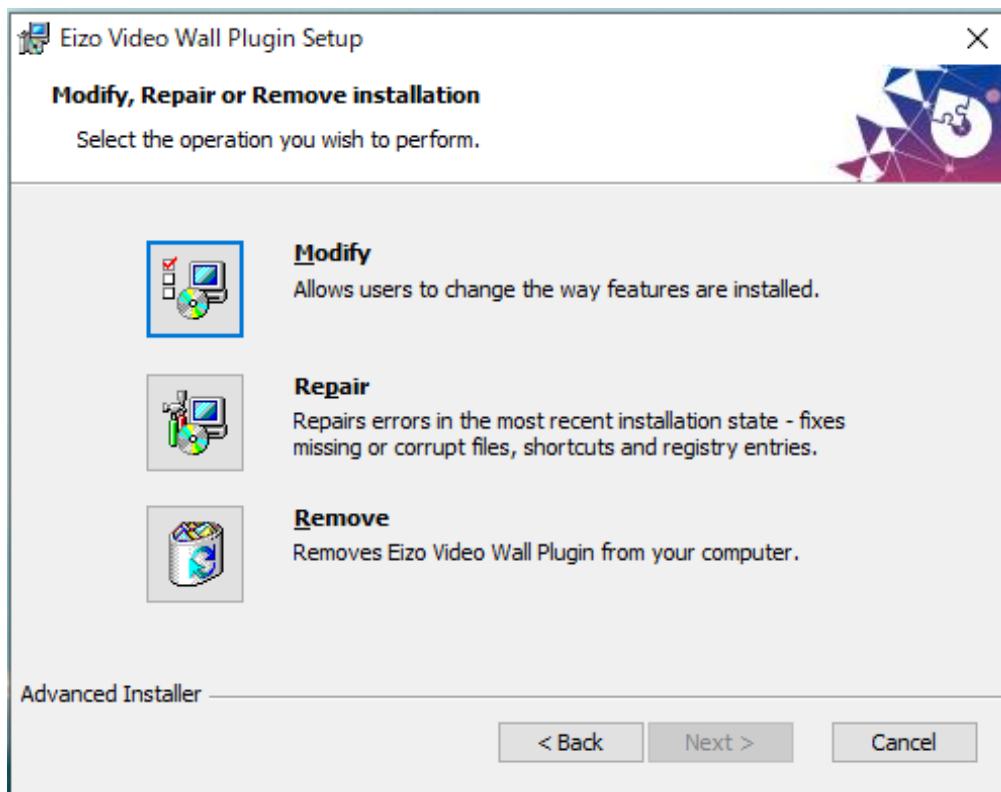 Eizo Video Wall Plugin Setup
Modify, Repair or Remove installation
Select the operation you wish to perform.
Modify
Allows users to change the way features are installed.
Repair
Repairs errors in the most recent installation state - fixes
missing or corrupt files, shortcuts and registry entries.
Remove
Removes Eizo Video Wall Plugin from your computer.
Advanced Installer
< Back
Next >
Cancel